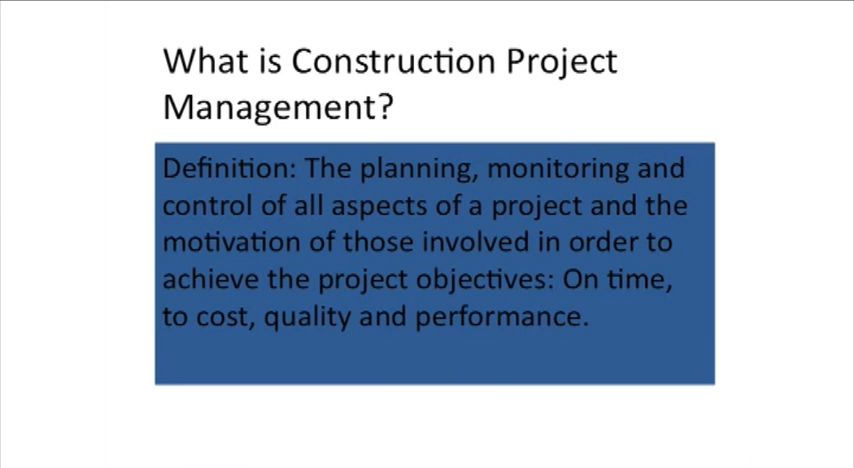 What is Construction Project
Management?
Definition: The planning, monitoring and
control of all aspects of a project and the
motivation of those involved in order to
achieve the project objectives: On time,
to cost, quality and performance.